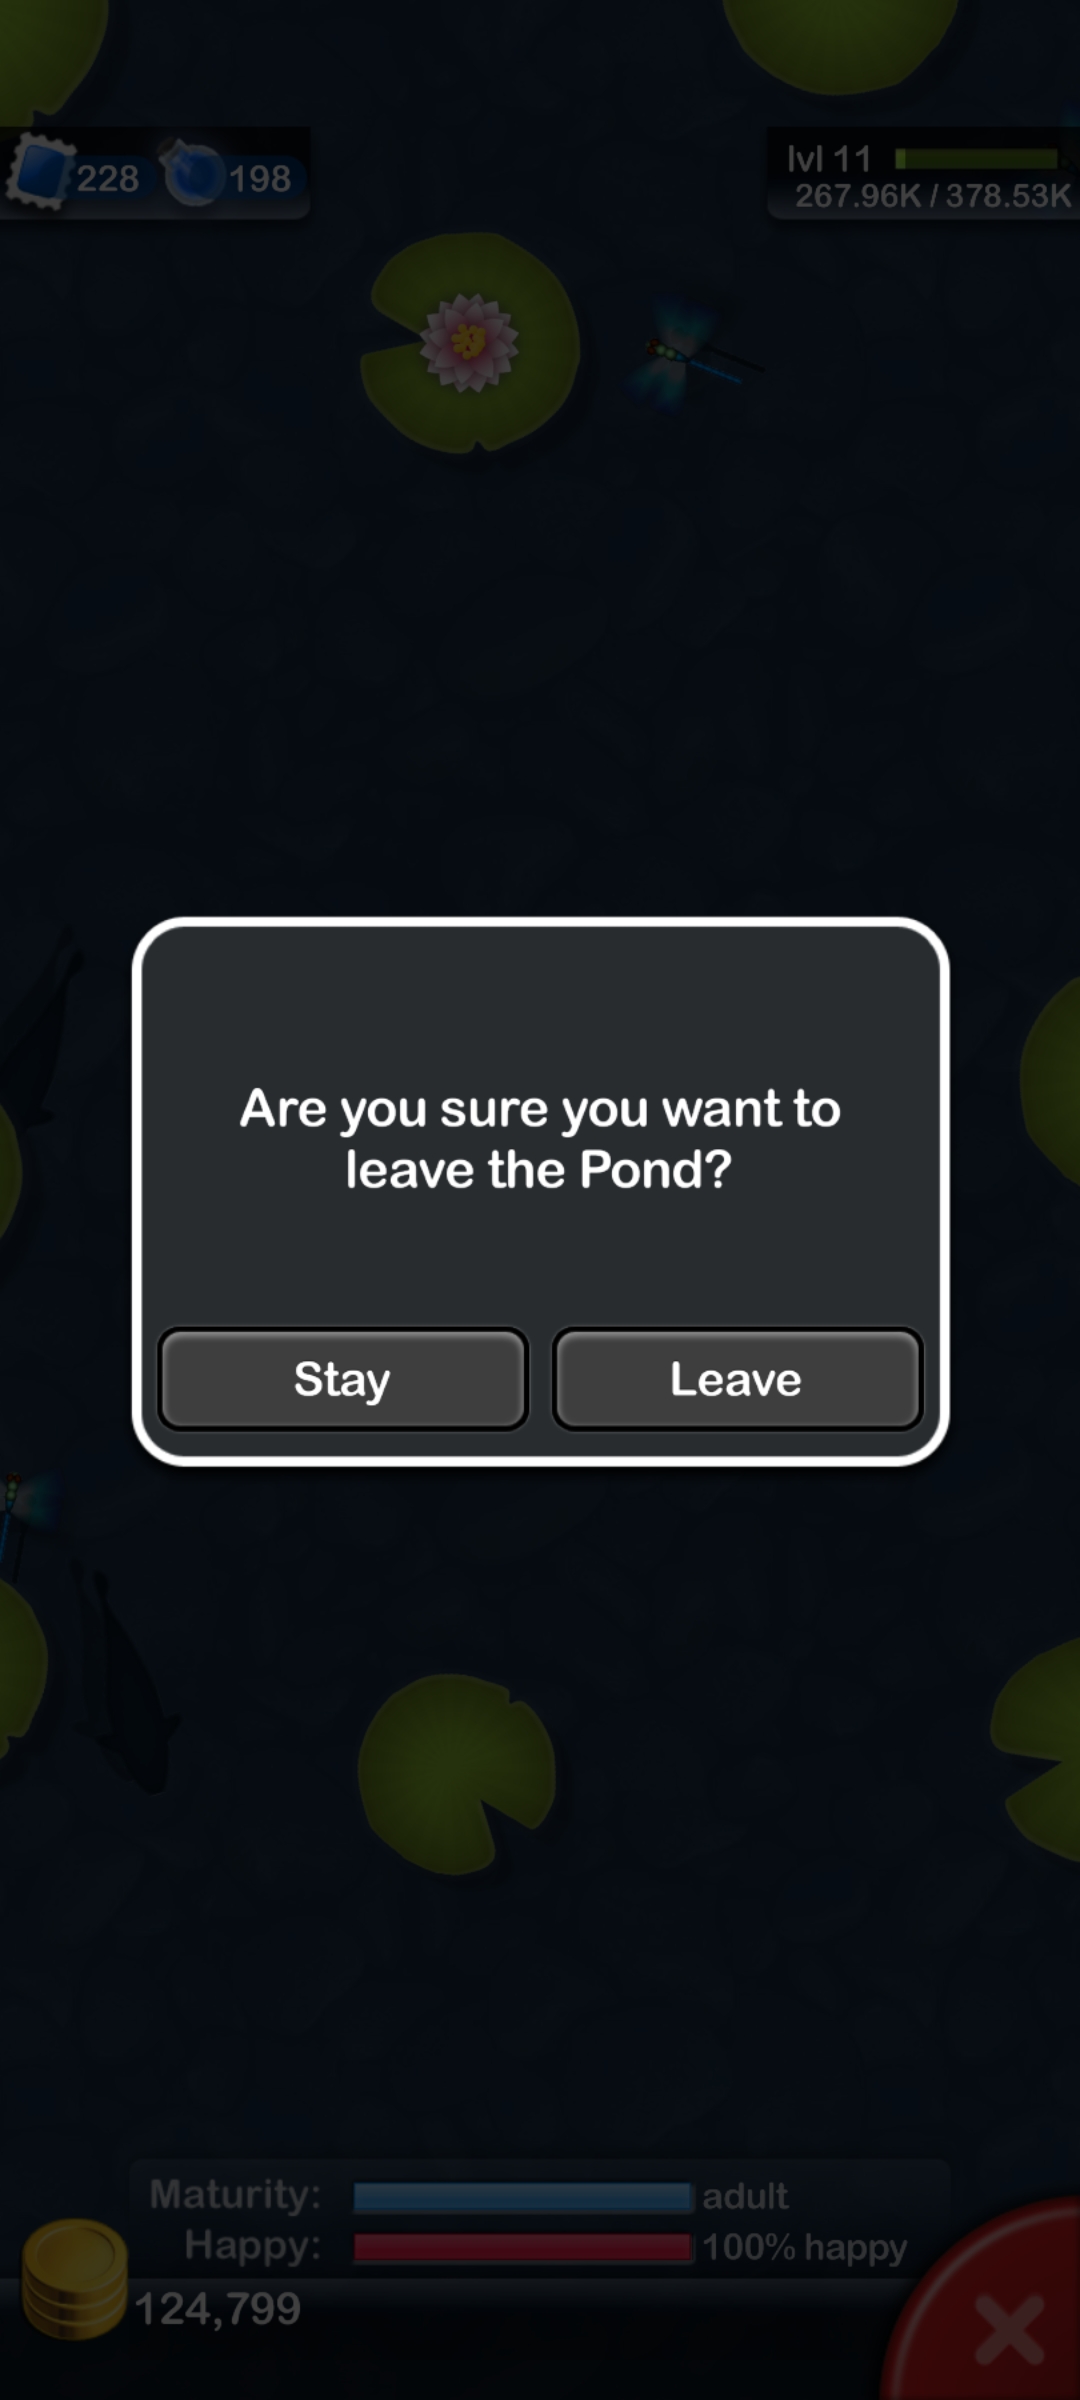 228 198
lvl 11
267.96K / 378.53K
Are you sure you want to
leave the Pond?
Stay Leave
Maturity: adult
Happy: 100% happy
124,799